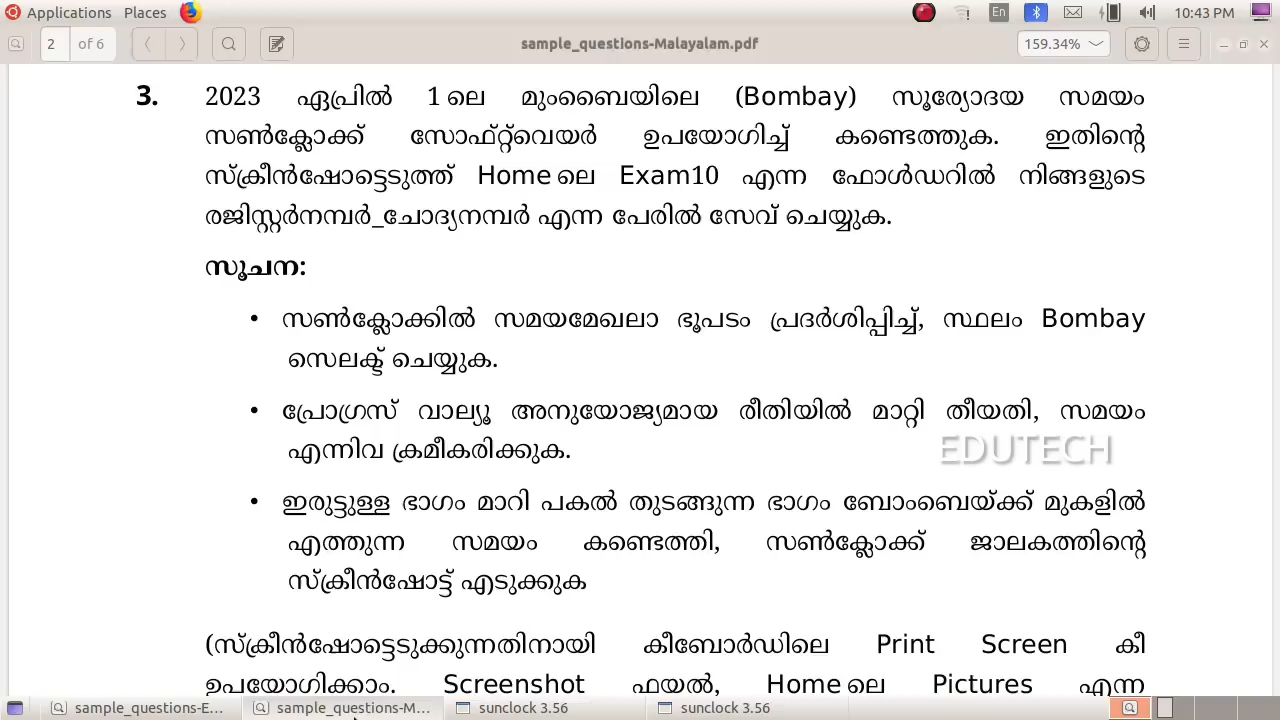 Applications Places En 10:43 PM
2 of 6 sample_questions-Malayalam.pdf 159.34%
3. 2023 ഏപ്രിൽ 1 ലെ മുംബൈയിലെ (Bombay) സൂര്യോദയ സമയം
സൺക്ലോക്ക് സോഫ്റ്റ്‌വെയർ ഉപയോഗിച്ച് കണ്ടെത്തുക. ഇതിന്റെ
സ്ക്രീൻഷോട്ടെടുത്ത് Home ലെ Exam10 എന്ന ഫോൾഡറിൽ നിങ്ങളുടെ
രജിസ്റ്റർനമ്പർ_ചോദ്യനമ്പർ എന്ന പേരിൽ സേവ് ചെയ്യുക.
സൂചന:
• സൺക്ലോക്കിൽ സമയമേഖലാ ഭൂപടം പ്രദർശിപ്പിച്ച്, സ്ഥലം Bombay
സെലക്ട് ചെയ്യുക.
• പ്രോഗ്രസ് വാല്യൂ അനുയോജ്യമായ രീതിയിൽ മാറ്റി തീയതി, സമയം
എന്നിവ ക്രമീകരിക്കുക.
EDUTECH
• ഇരുട്ടുള്ള ഭാഗം മാറി പകൽ തുടങ്ങുന്ന ഭാഗം ബോംബെയ്ക്ക് മുകളിൽ
എത്തുന്ന സമയം കണ്ടെത്തി, സൺക്ലോക്ക് ജാലകത്തിന്റെ
സ്ക്രീൻഷോട്ട് എടുക്കുക
(സ്ക്രീൻഷോട്ടെടുക്കുന്നതിനായി കീബോർഡിലെ Print Screen കീ
ഉപയോഗിക്കാം. Screenshot ഫയൽ, Home ലെ Pictures എന്ന
sample_questions-E... sample_questions-M... sunclock 3.56 sunclock 3.56